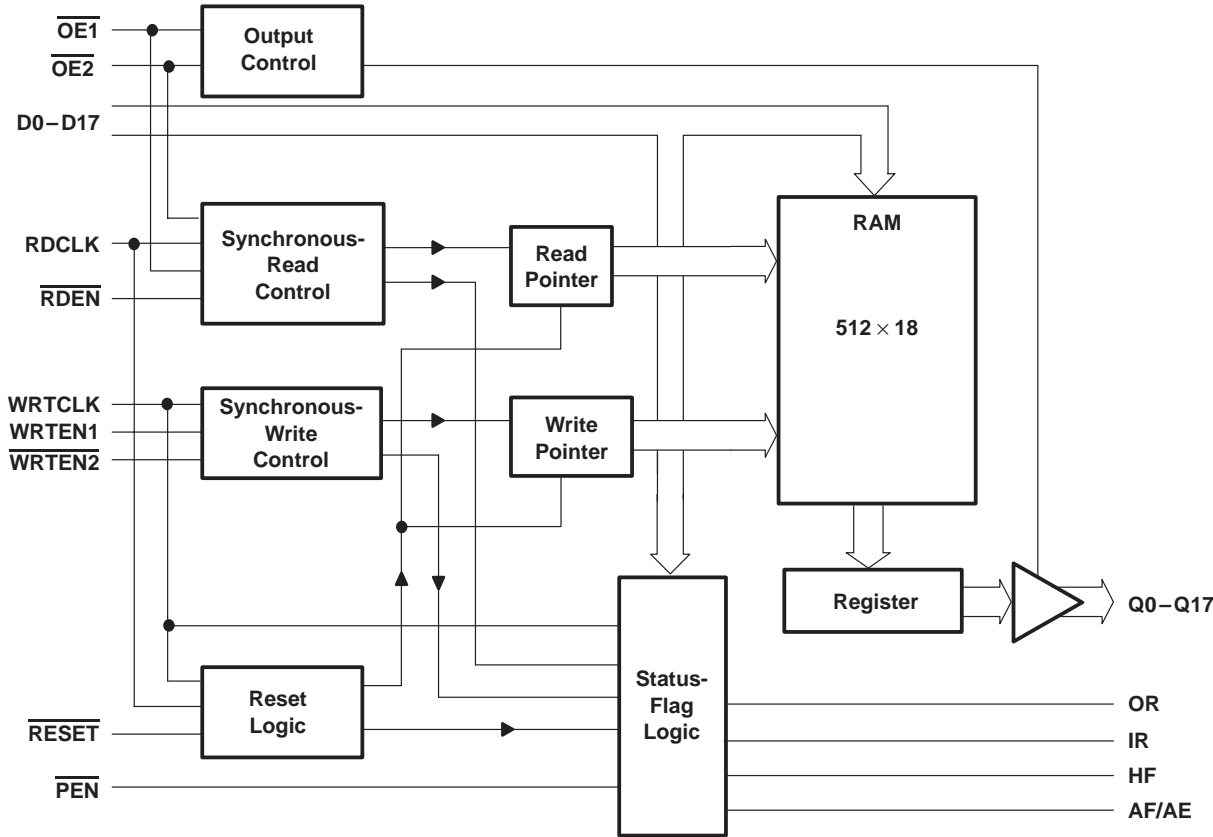 OE1
OE2
Output
Control
D0–D17
RDCLK
RDEN
Synchronous-
Read
Control
Read
Pointer
RAM
512 × 18
WRTCLK
WRTEN1
WRTEN2
Synchronous-
Write
Control
Write
Pointer
Register
Q0–Q17
Reset
Logic
RESET
PEN
Status-
Flag
Logic
OR
IR
HF
AF/AE